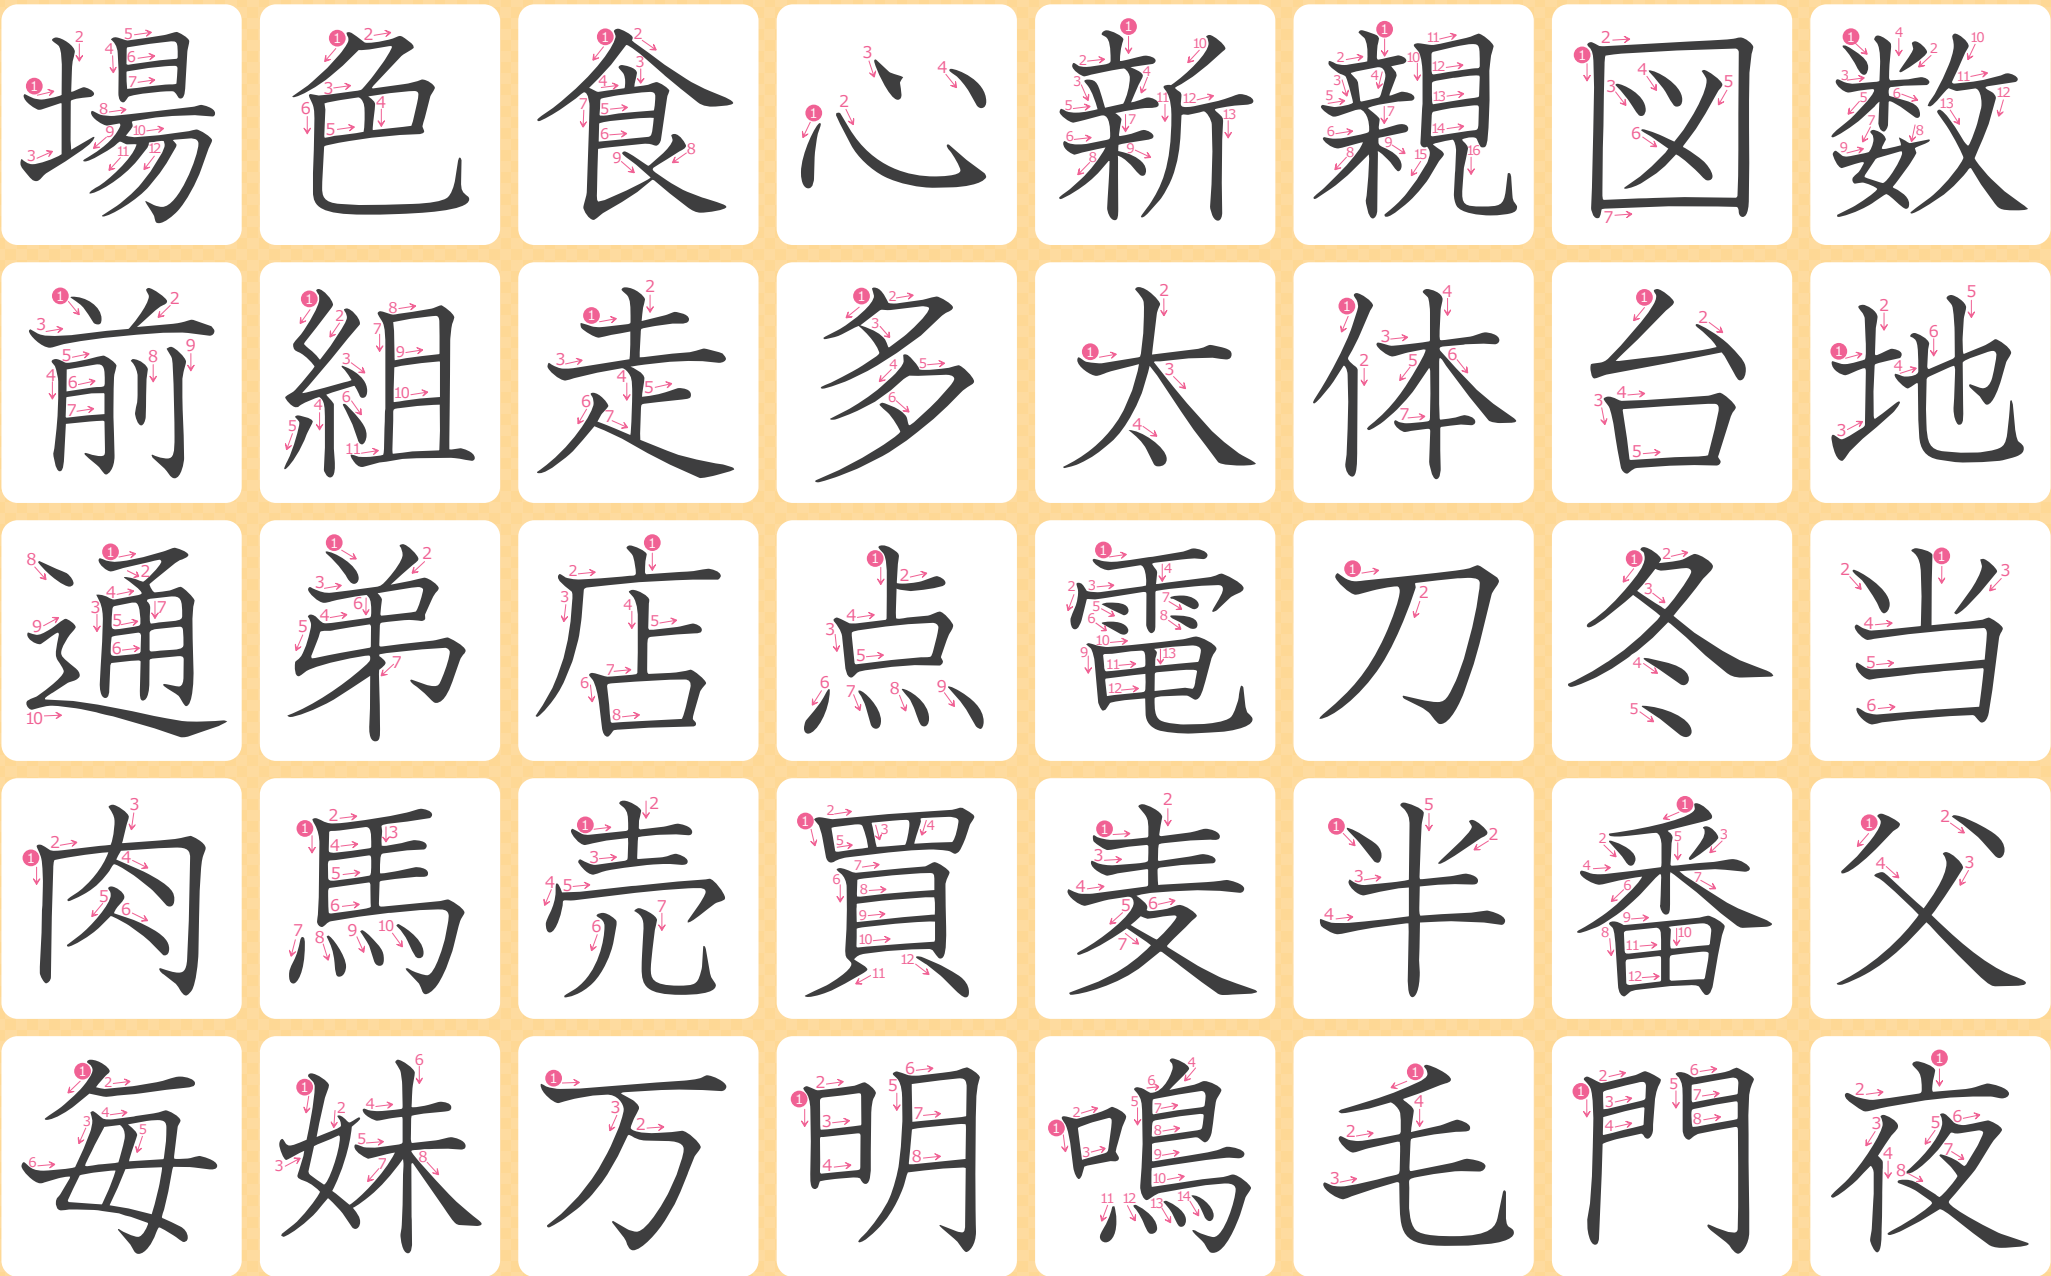 場 色 食 心 新 親 図 数
前 組 走 多 太 体 台 地
通 弟 店 点 電 刀 冬 当
肉 馬 売 買 麦 半 番 父
毎 妹 万 明 鳴 毛 門 夜